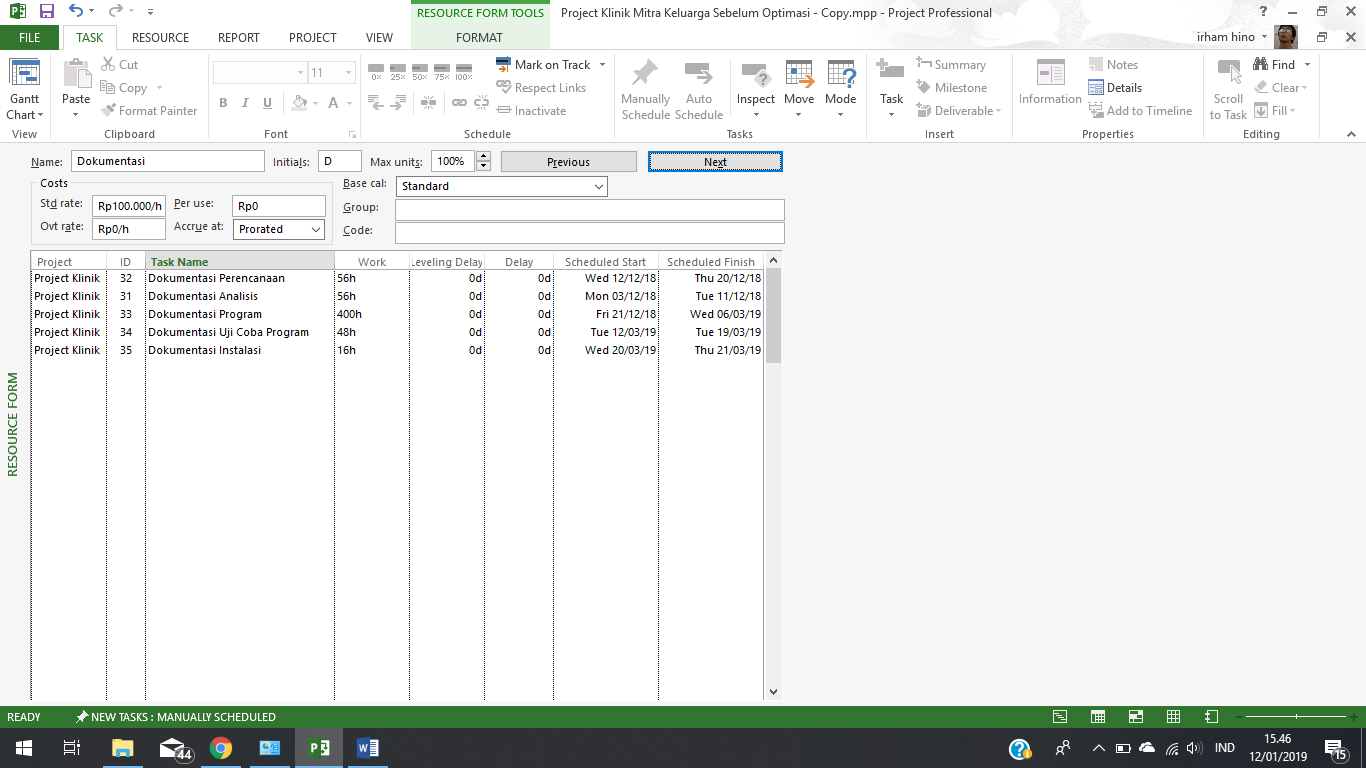 RESOURCE FORM TOOLS Project Klinik Mitra Keluarga Sebelum Optimasi - Copy.mpp - Project Professional ?
FILE TASK RESOURCE REPORT PROJECT VIEW FORMAT irham hino
Gantt Chart Paste Cut Copy Format Painter
11
B I U A
0% 25% 50% 75% 100%
Mark on Track Respect Links Inactivate
Manually Schedule Auto Schedule Inspect Move Mode
Task Summary Milestone Deliverable
Information Notes Details Add to Timeline
Scroll to Task Find Clear Fill
View Clipboard Font Schedule Tasks Insert Properties Editing
Name: Dokumentasi Initials: D Max units: 100% Previous Next
Costs Base cal: Standard
Std rate: Rp100.000/h Per use: Rp0 Group:
Ovt rate: Rp0/h Accrue at: Prorated Code:
Project ID Task Name Work Leveling Delay Delay Scheduled Start Scheduled Finish
Project Klinik 32 Dokumentasi Perencanaan 56h 0d 0d Wed 12/12/18 Thu 20/12/18
Project Klinik 31 Dokumentasi Analisis 56h 0d 0d Mon 03/12/18 Tue 11/12/18
Project Klinik 33 Dokumentasi Program 400h 0d 0d Fri 21/12/18 Wed 06/03/19
Project Klinik 34 Dokumentasi Uji Coba Program 48h 0d 0d Tue 12/03/19 Tue 19/03/19
Project Klinik 35 Dokumentasi Instalasi 16h 0d 0d Wed 20/03/19 Thu 21/03/19
RESOURCE FORM
READY NEW TASKS : MANUALLY SCHEDULED
44 IND 15.46
12/01/2019 15